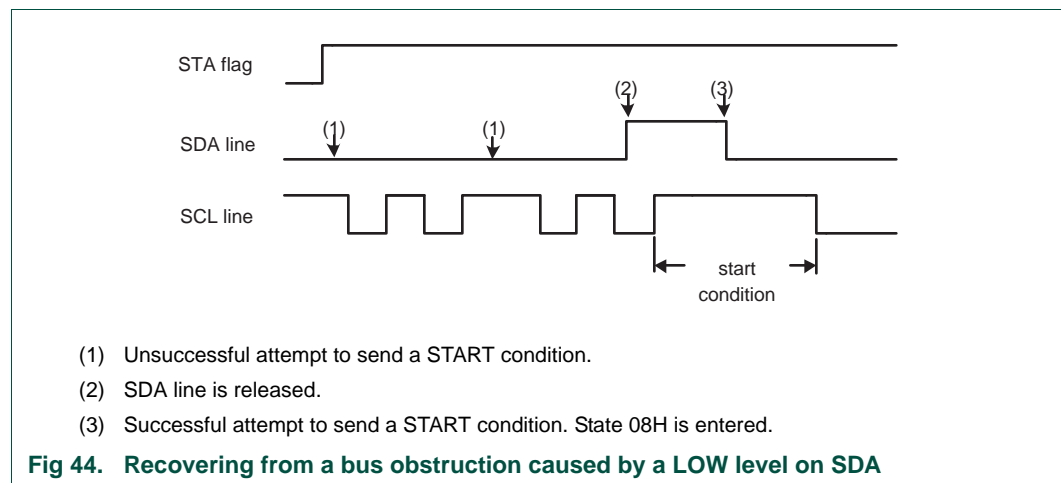 STA flag
(2)
(3)
(1)
(1)
SDA line
SCL line
start
condition
(1) Unsuccessful attempt to send a START condition.
(2) SDA line is released.
(3) Successful attempt to send a START condition. State 08H is entered.
Fig 44. Recovering from a bus obstruction caused by a LOW level on SDA